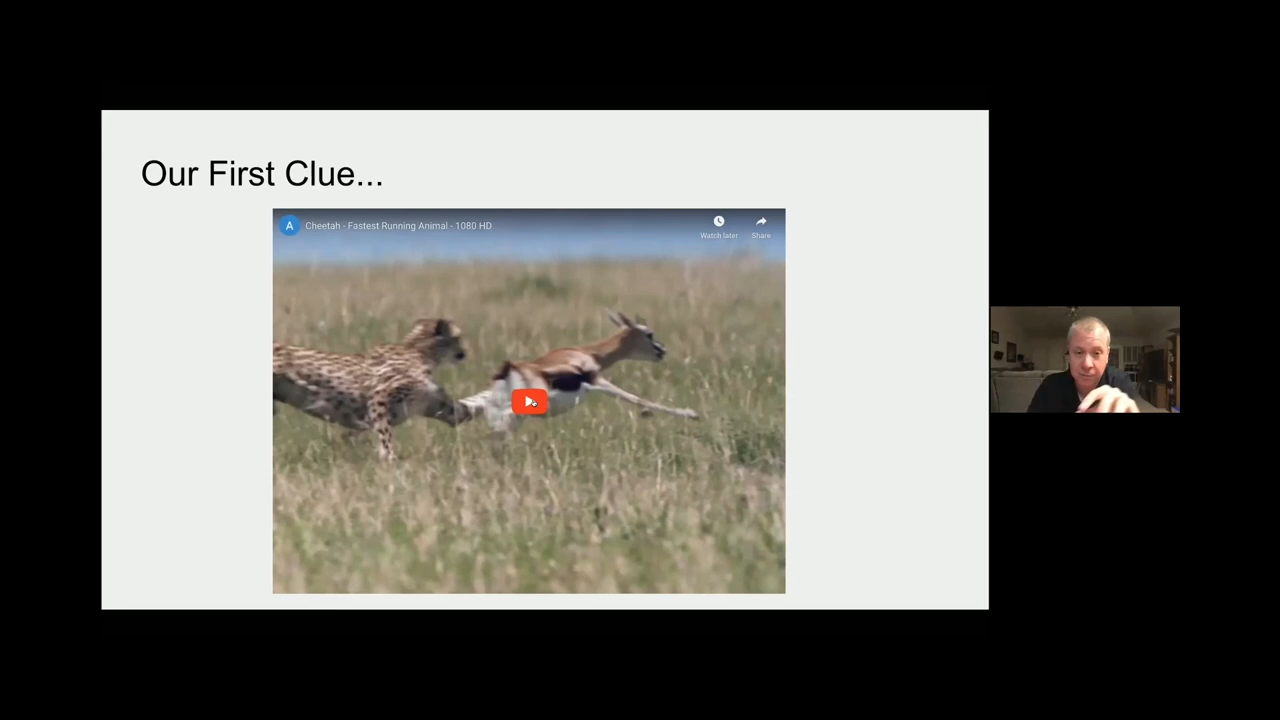 Our First Clue...
A
Cheetah - Fastest Running Animal - 1080 HD
Watch later
Share